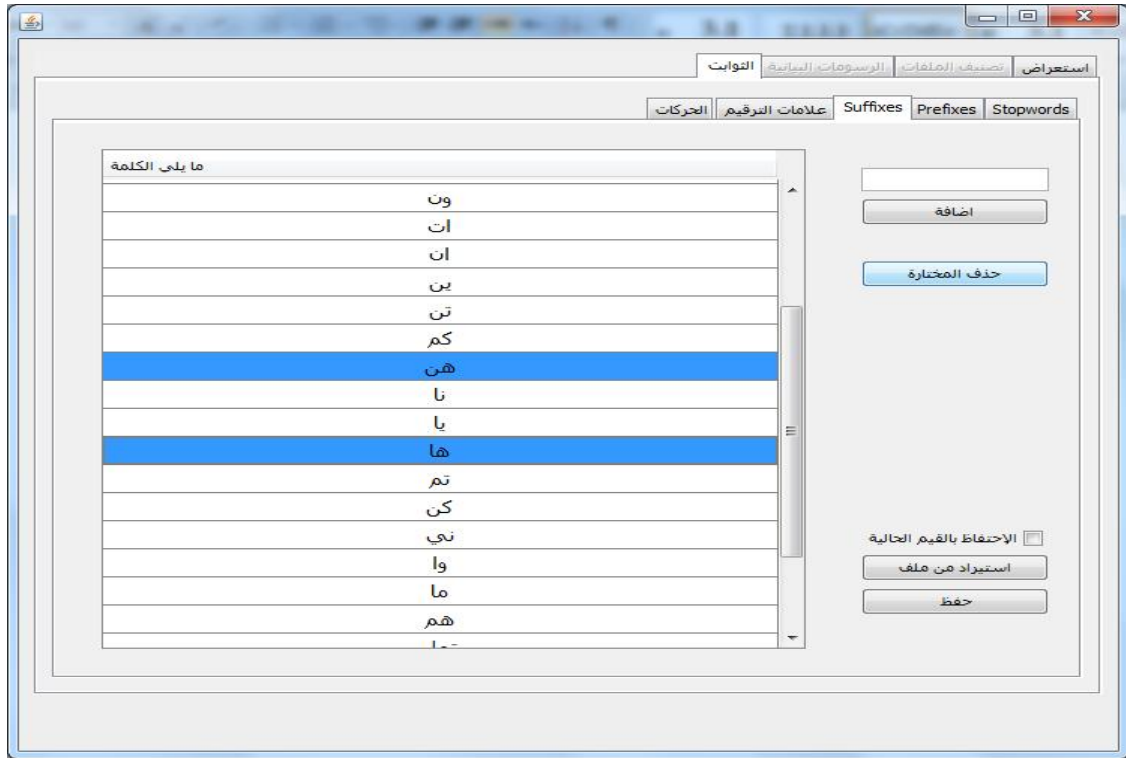 استعراض تصنيف الملفات الرسومات البيانية الثوابت
Stopwords Prefixes Suffixes علامات الترقيم الحركات
ما يلي الكلمة
ون
ات
ان
ين
تن
كم
هن
نا
يا
ها
تم
كن
ني
وا
ما
هم
اضافة
حذف المختارة
الإحتفاظ بالقيم الحالية
استيراد من ملف
حفظ